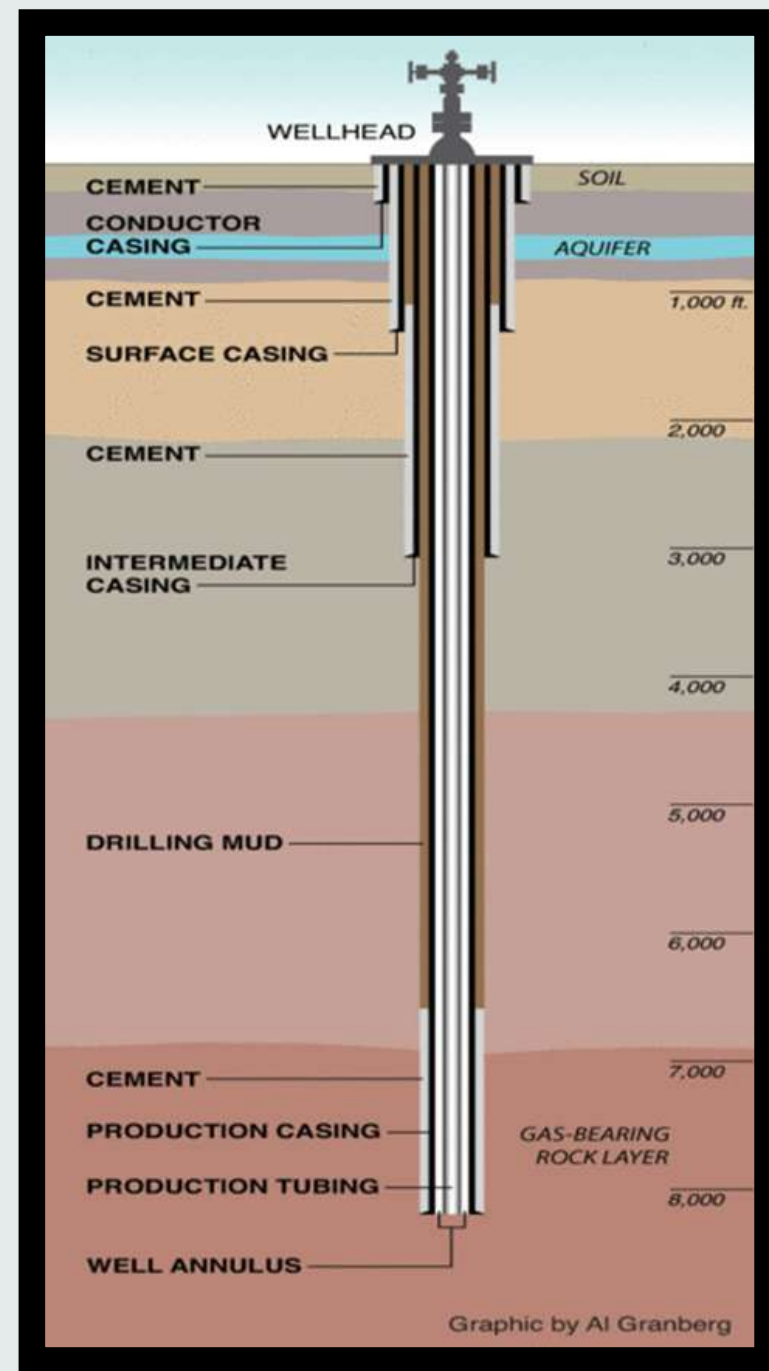 WELLHEAD
CEMENT
SOIL
CONDUCTOR
CASING
AQUIFER
CEMENT
1,000 ft.
SURFACE CASING
2,000
CEMENT
INTERMEDIATE
CASING
3,000
4,000
5,000
DRILLING MUD
6,000
7,000
CEMENT
PRODUCTION CASING
GAS-BEARING
ROCK LAYER
PRODUCTION TUBING
8,000
WELL ANNULUS
Graphic by Al Granberg